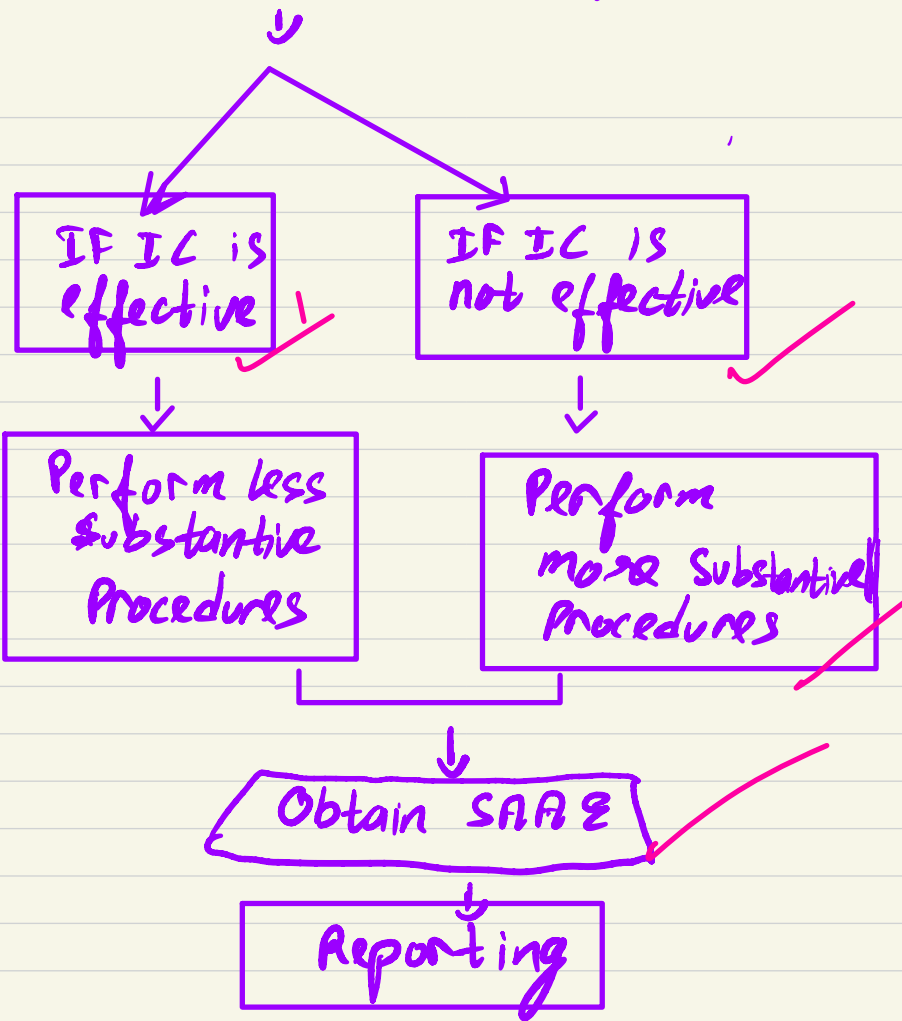 IF IC is
effective
IF IC is
not effective
Perform less
substantive
Procedures
Perform
more substantive
procedures
Obtain SAAE
Reporting